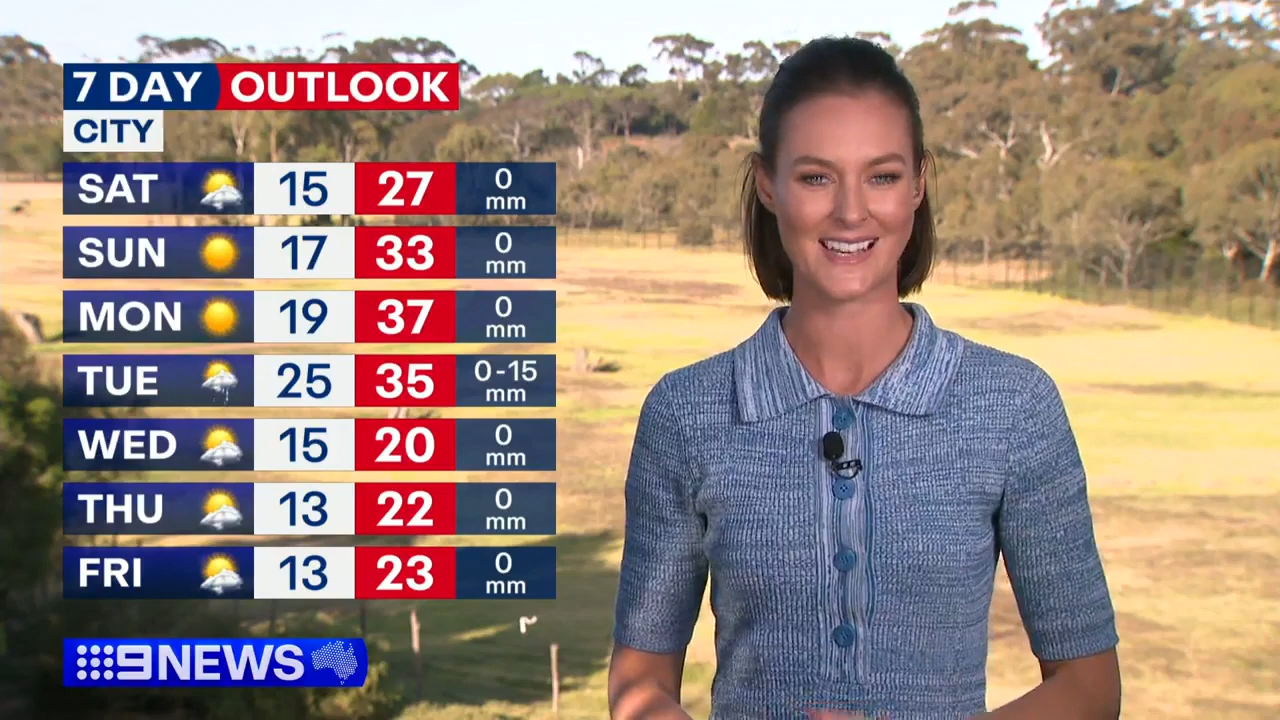 7 DAY OUTLOOK
CITY
SAT 15 27 0 mm
SUN 17 33 0 mm
MON 19 37 0 mm
TUE 25 35 0-15 mm
WED 15 20 0 mm
THU 13 22 0 mm
FRI 13 23 0 mm
9NEWS